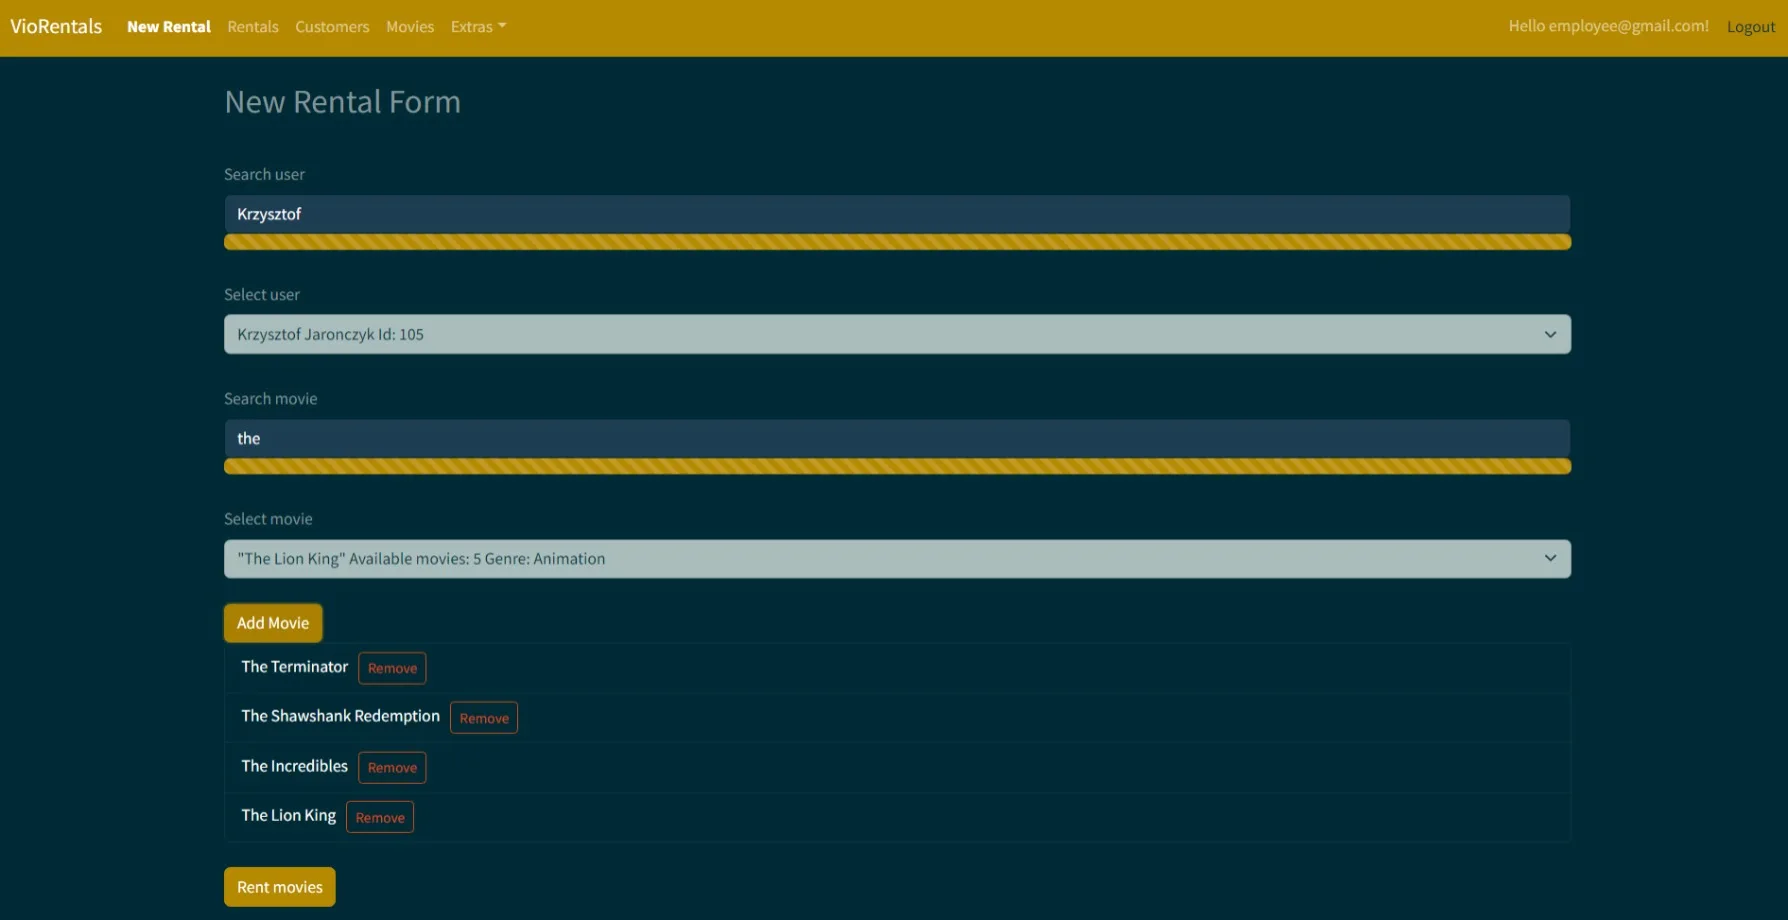 VioRentals New Rental Rentals Customers Movies Extras Hello employee@gmail.com! Logout
New Rental Form
Search user
Krzysztof
Select user
Krzysztof Jaronczyk Id: 105
Search movie
the
Select movie
"The Lion King" Available movies: 5 Genre: Animation
Add Movie
The Terminator Remove
The Shawshank Redemption Remove
The Incredibles Remove
The Lion King Remove
Rent movies